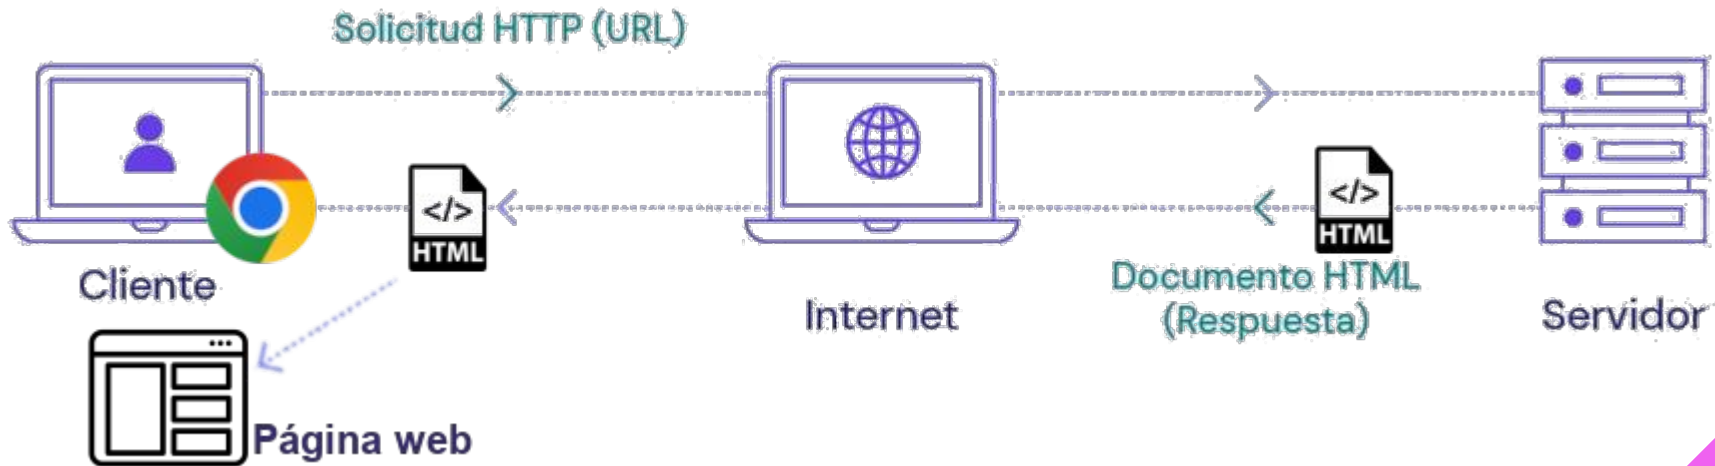 Solicitud HTTP (URL)
</>
HTML
</>
HTML
Cliente
Internet
Documento HTML
(Respuesta)
Servidor
Página web